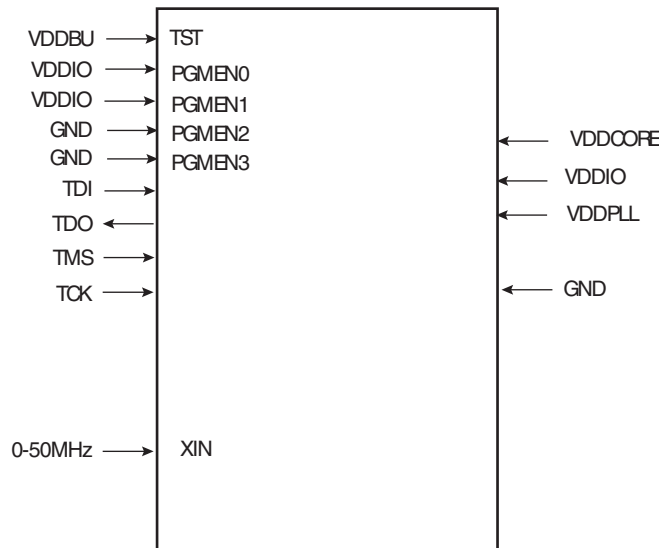 VDDBU TST
VDDIO PGMEN0
VDDIO PGMEN1
GND PGMEN2
GND PGMEN3
TDI
TDO
TMS
TCK
0-50MHz XIN
VDDCORE
VDDIO
VDDPLL
GND